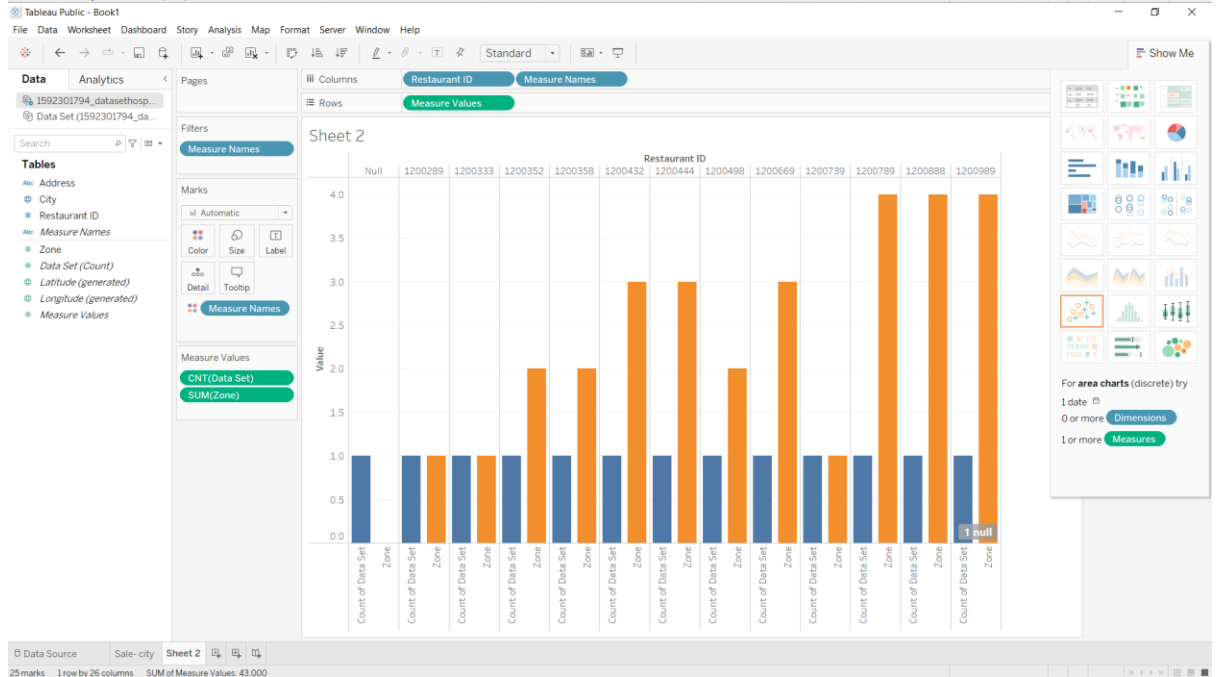 Tableau Public - Book1
File Data Worksheet Dashboard Story Analysis Map Format Server Window Help
Standard
Show Me
Data Analytics
1592301794_datasethosp...
Data Set (1592301794_da...
Search
Tables
Abc Address
City
# Restaurant ID
Abc Measure Names
# Zone
# Data Set (Count)
Latitude (generated)
Longitude (generated)
# Measure Values
Pages
Filters
Measure Names
Marks
Automatic
Color Size Label
Detail Tooltip
Measure Names
Measure Values
CNT(Data Set)
SUM(Zone)
Columns Restaurant ID Measure Names
Rows Measure Values
Sheet 2
Restaurant ID
Null 1200289 1200333 1200352 1200358 1200432 1200444 1200498 1200669 1200739 1200789 1200888 1200989
Value
4.0
3.5
3.0
2.5
2.0
1.5
1.0
0.5
0.0
1 null
Count of Data Set Zone Count of Data Set Zone Count of Data Set Zone Count of Data Set Zone Count of Data Set Zone Count of Data Set Zone Count of Data Set Zone Count of Data Set Zone Count of Data Set Zone Count of Data Set Zone Count of Data Set Zone Count of Data Set Zone Count of Data Set Zone
For area charts (discrete) try
1 date
0 or more Dimensions
1 or more Measures
Data Source Sale- city Sheet 2
25 marks 1 row by 26 columns SUM of Measure Values: 43.000